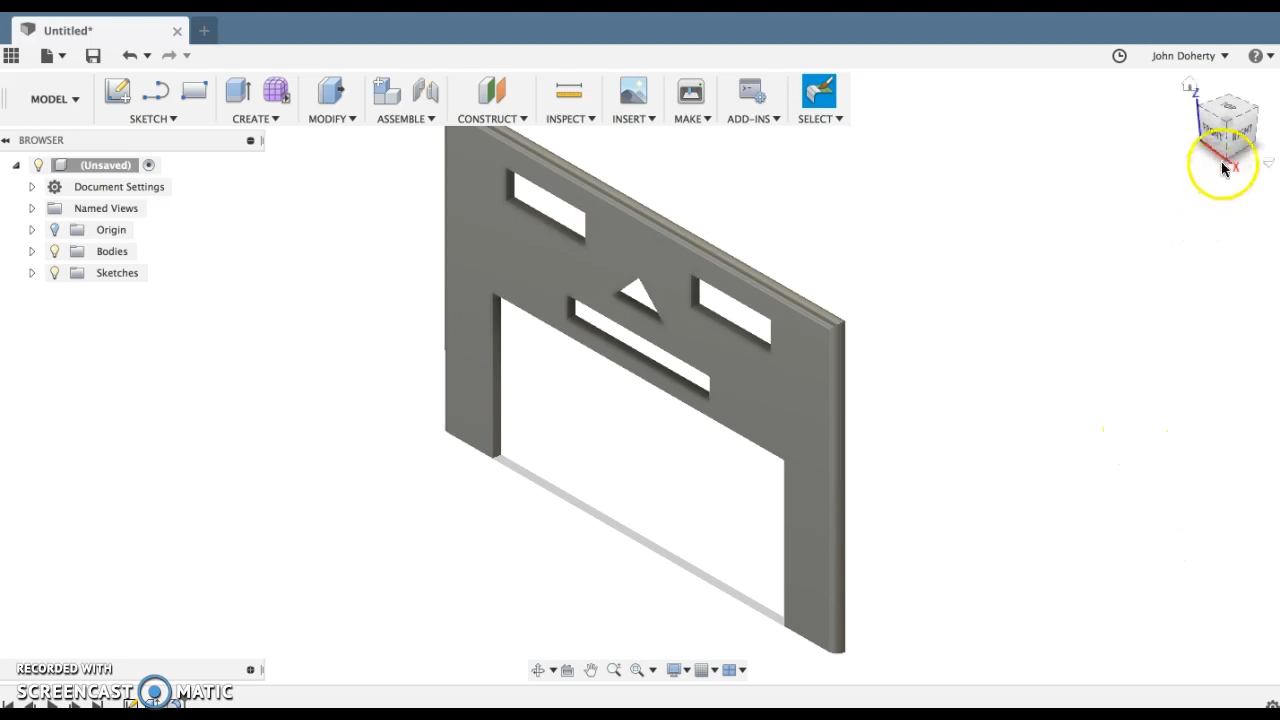 Untitled*
John Doherty
MODEL
SKETCH
CREATE
MODIFY
ASSEMBLE
CONSTRUCT
INSPECT
INSERT
MAKE
ADD-INS
SELECT
BROWSER
(Unsaved)
Document Settings
Named Views
Origin
Bodies
Sketches
Z
X
RECORDED WITH
SCREENCAST MATIC